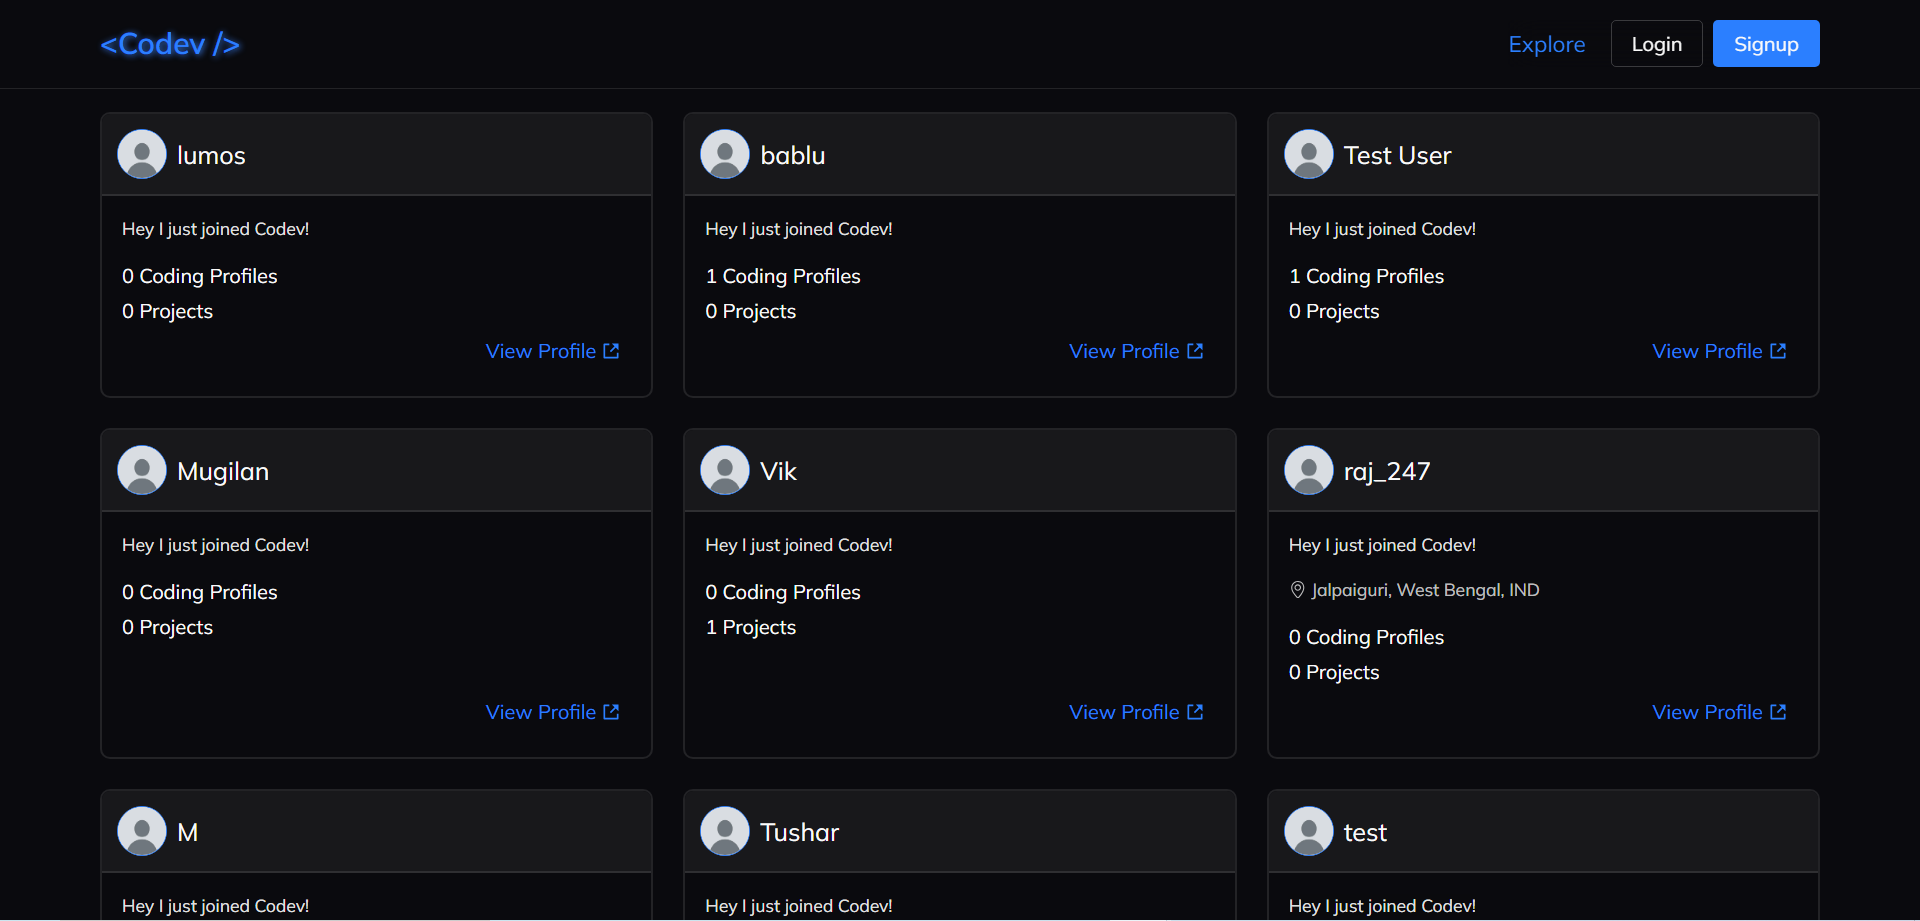 <Codev />
Explore
Login
Signup
lumos
Hey I just joined Codev!
0 Coding Profiles
0 Projects
View Profile
bablu
Hey I just joined Codev!
1 Coding Profiles
0 Projects
View Profile
Test User
Hey I just joined Codev!
1 Coding Profiles
0 Projects
View Profile
Mugilan
Hey I just joined Codev!
0 Coding Profiles
0 Projects
View Profile
Vik
Hey I just joined Codev!
0 Coding Profiles
1 Projects
View Profile
raj_247
Hey I just joined Codev!
Jalpaiguri, West Bengal, IND
0 Coding Profiles
0 Projects
View Profile
M
Hey I just joined Codev!
Tushar
Hey I just joined Codev!
test
Hey I just joined Codev!